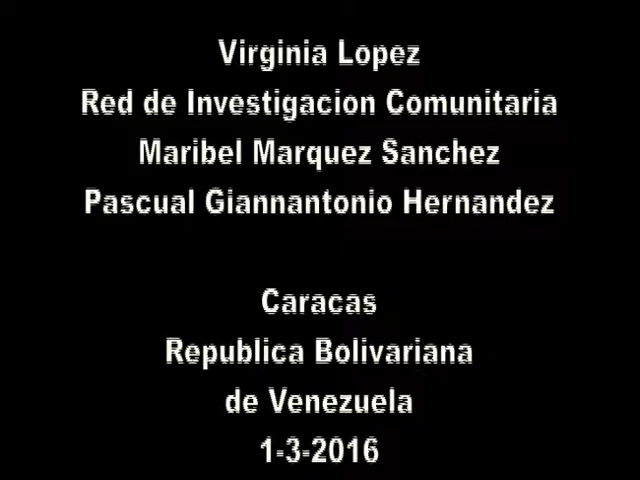 Virginia Lopez
Red de Investigacion Comunitaria
Maribel Marquez Sanchez
Pascual Giannantonio Hernandez
Caracas
Republica Bolivariana
de Venezuela
1-3-2016